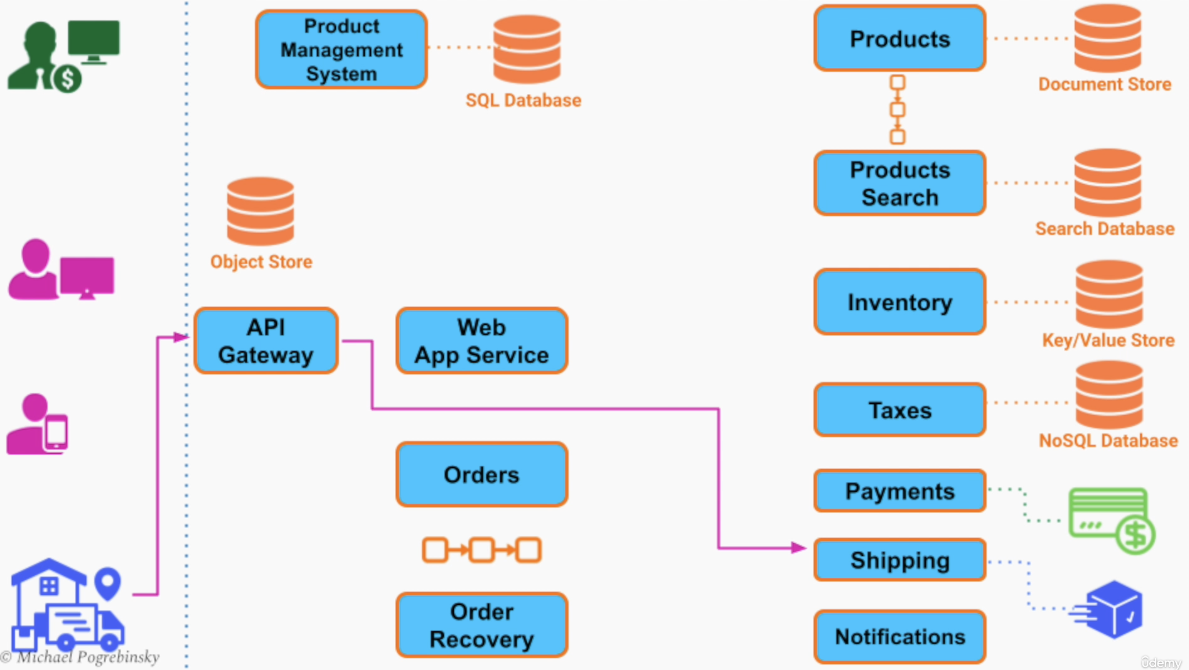 Product
Management
System
SQL Database
Products
Document Store
Products
Search
Search Database
Object Store
Inventory
Key/Value Store
API
Gateway
Web
App Service
Taxes
NoSQL Database
Orders
Payments
Shipping
Order
Recovery
Notifications
$
$
© Michael Pogrebinsky
ûdemy